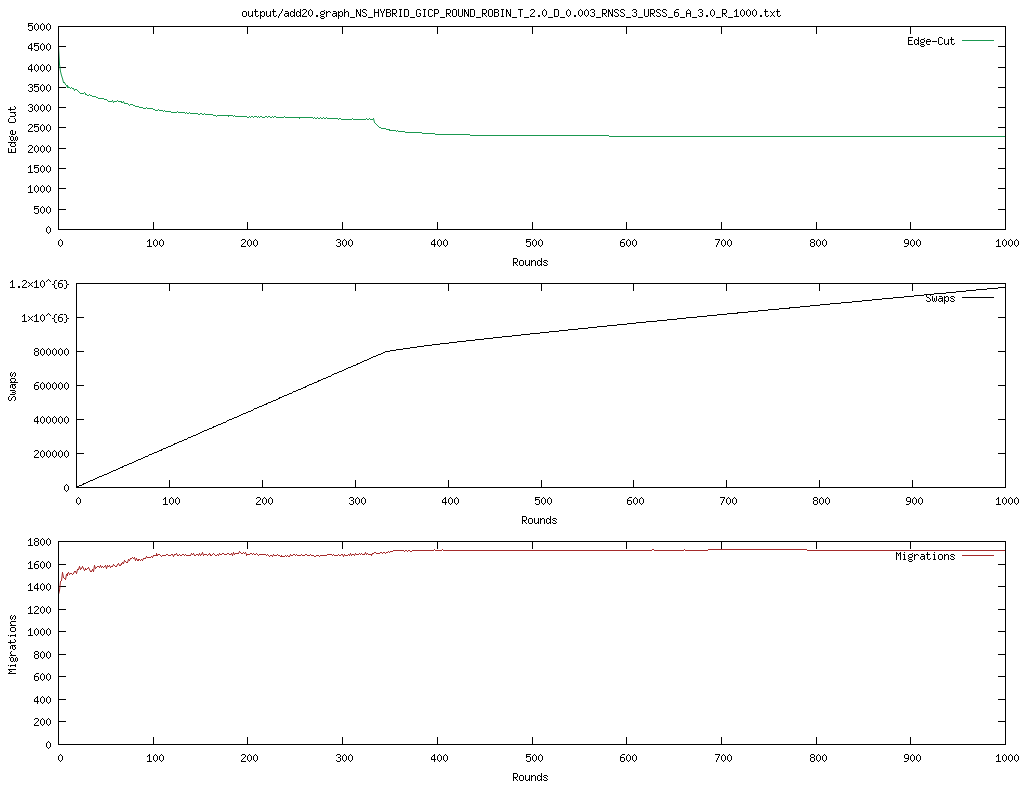 output/add20.graph_NS_HYBRID_GICP_ROUND_ROBIN_T_2.0_D_0.003_RNSS_3_URSS_6_A_3.0_R_1000.txt
5000
4500
4000
3500
3000
2500
2000
1500
1000
500
0
Edge Cut
Edge-Cut
0 100 200 300 400 500 600 700 800 900 1000
Rounds
1.2×10^{6}
1×10^{6}
800000
600000
400000
200000
0
Swaps
Swaps
0 100 200 300 400 500 600 700 800 900 1000
Rounds
1800
1600
1400
1200
1000
800
600
400
200
0
Migrations
Migrations
0 100 200 300 400 500 600 700 800 900 1000
Rounds